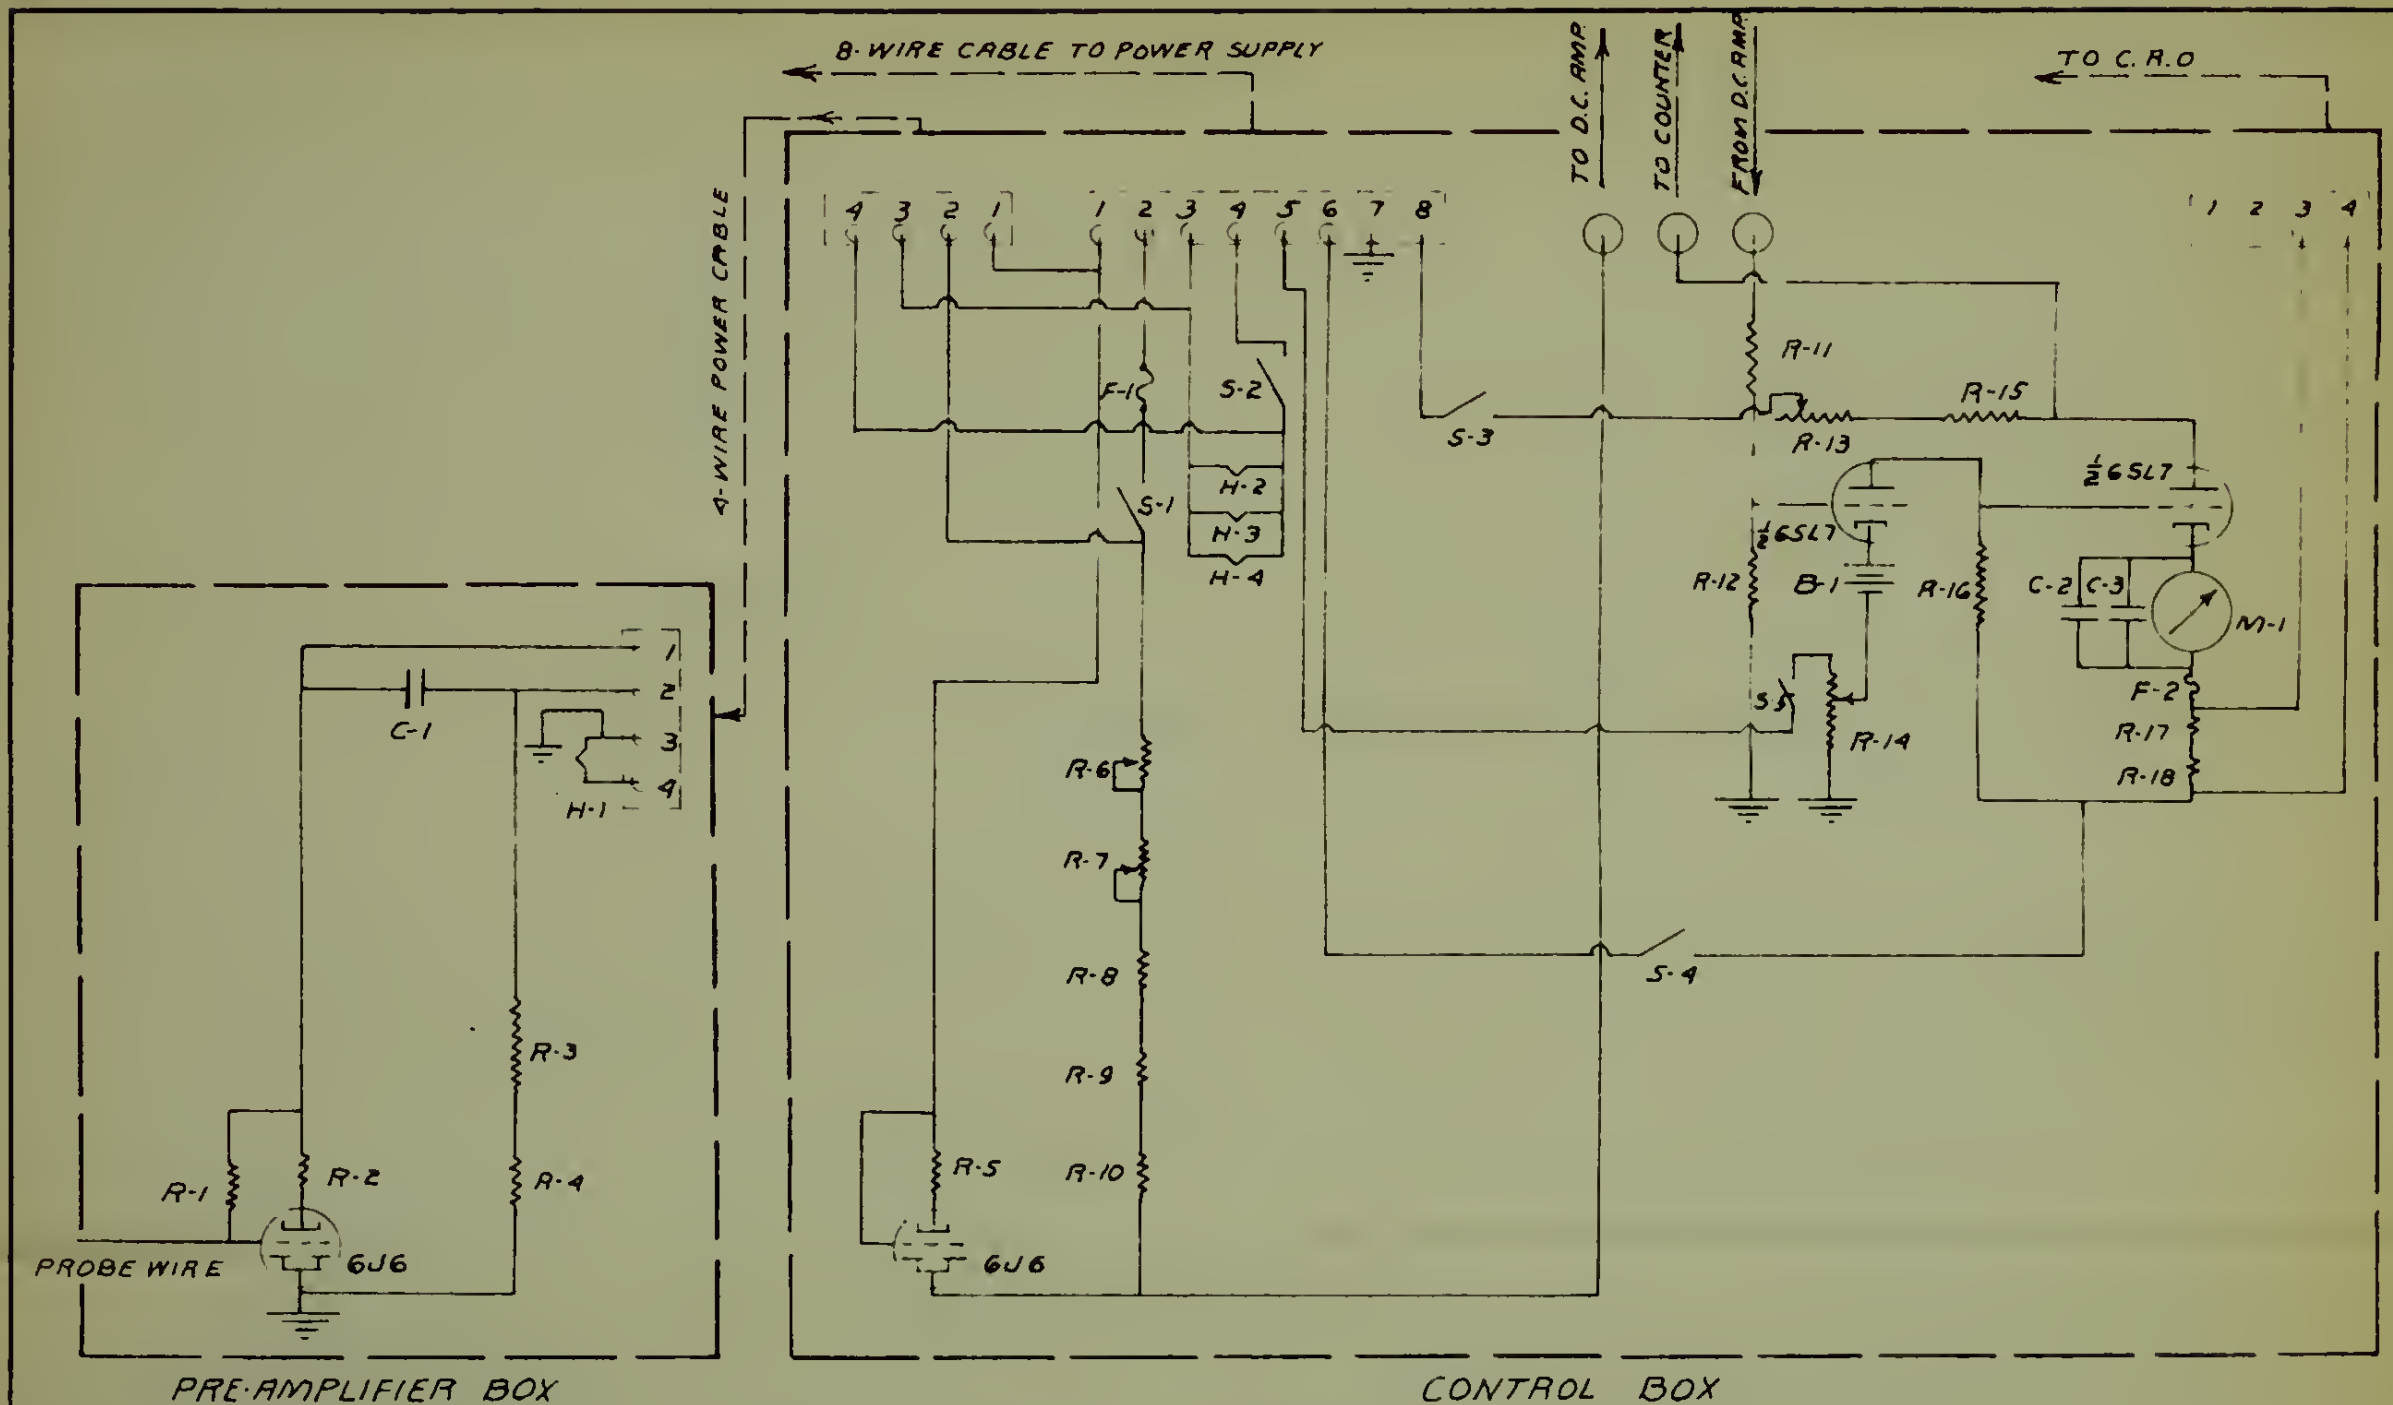 8-WIRE CABLE TO POWER SUPPLY
TO D.C. AMP.
TO COUNTER
FROM D.C. AMP.
TO C.R.O
4-WIRE POWER CABLE
4 3 2 1
1 2 3 4 5 6 7 8
1 2 3 4
F-1
S-2
S-3
R-11
R-15
R-13
S-1
H-2
H-3
H-4
½6SL7
½6SL7
R-12
B-1
R-16
C-2
C-3
M-1
F-2
R-14
R-17
R-18
1
2
3
4
C-1
H-1
R-6
R-7
R-8
S-4
R-3
R-9
R-1
R-2
R-4
R-5
R-10
PROBE WIRE
6J6
6J6
PRE-AMPLIFIER BOX
CONTROL BOX